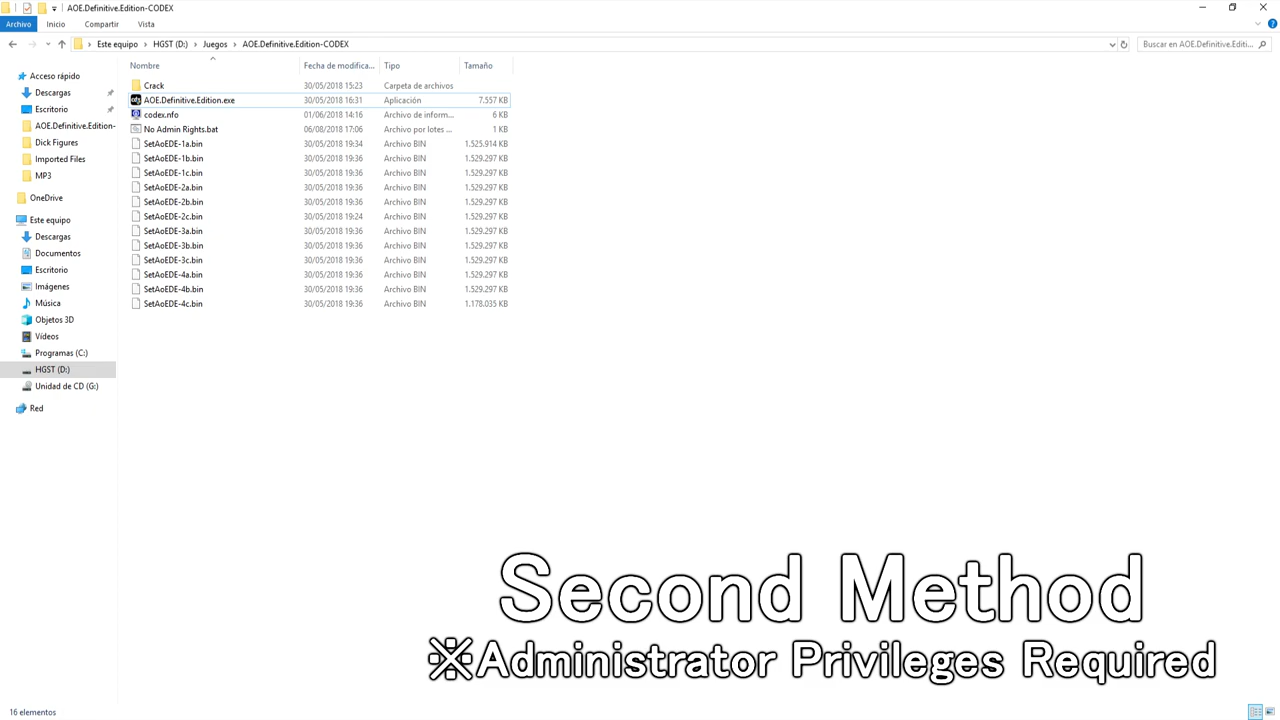 AOE.Definitive.Edition-CODEX
Archivo Inicio Compartir Vista
Este equipo HGST (D:) Juegos AOE.Definitive.Edition-CODEX Buscar en AOE.Definitive.Editi...
Nombre Fecha de modifica... Tipo Tamaño
Acceso rápido
Descargas
Escritorio
AOE.Definitive.Edition-
Dick Figures
Imported Files
MP3
OneDrive
Este equipo
Descargas
Documentos
Escritorio
Imágenes
Música
Objetos 3D
Vídeos
Programas (C:)
HGST (D:)
Unidad de CD (G:)
Red
Crack 30/05/2018 15:23 Carpeta de archivos
AOE.Definitive.Edition.exe 30/05/2018 16:31 Aplicación 7.557 KB
codex.nfo 01/06/2018 14:16 Archivo de inform... 6 KB
No Admin Rights.bat 06/08/2018 17:06 Archivo por lotes ... 1 KB
SetAoEDE-1a.bin 30/05/2018 19:34 Archivo BIN 1.525.914 KB
SetAoEDE-1b.bin 30/05/2018 19:36 Archivo BIN 1.529.297 KB
SetAoEDE-1c.bin 30/05/2018 19:36 Archivo BIN 1.529.297 KB
SetAoEDE-2a.bin 30/05/2018 19:36 Archivo BIN 1.529.297 KB
SetAoEDE-2b.bin 30/05/2018 19:36 Archivo BIN 1.529.297 KB
SetAoEDE-2c.bin 30/05/2018 19:24 Archivo BIN 1.529.297 KB
SetAoEDE-3a.bin 30/05/2018 19:36 Archivo BIN 1.529.297 KB
SetAoEDE-3b.bin 30/05/2018 19:36 Archivo BIN 1.529.297 KB
SetAoEDE-3c.bin 30/05/2018 19:36 Archivo BIN 1.529.297 KB
SetAoEDE-4a.bin 30/05/2018 19:36 Archivo BIN 1.529.297 KB
SetAoEDE-4b.bin 30/05/2018 19:36 Archivo BIN 1.529.297 KB
SetAoEDE-4c.bin 30/05/2018 19:36 Archivo BIN 1.178.035 KB
Second Method
※Administrator Privileges Required
16 elementos